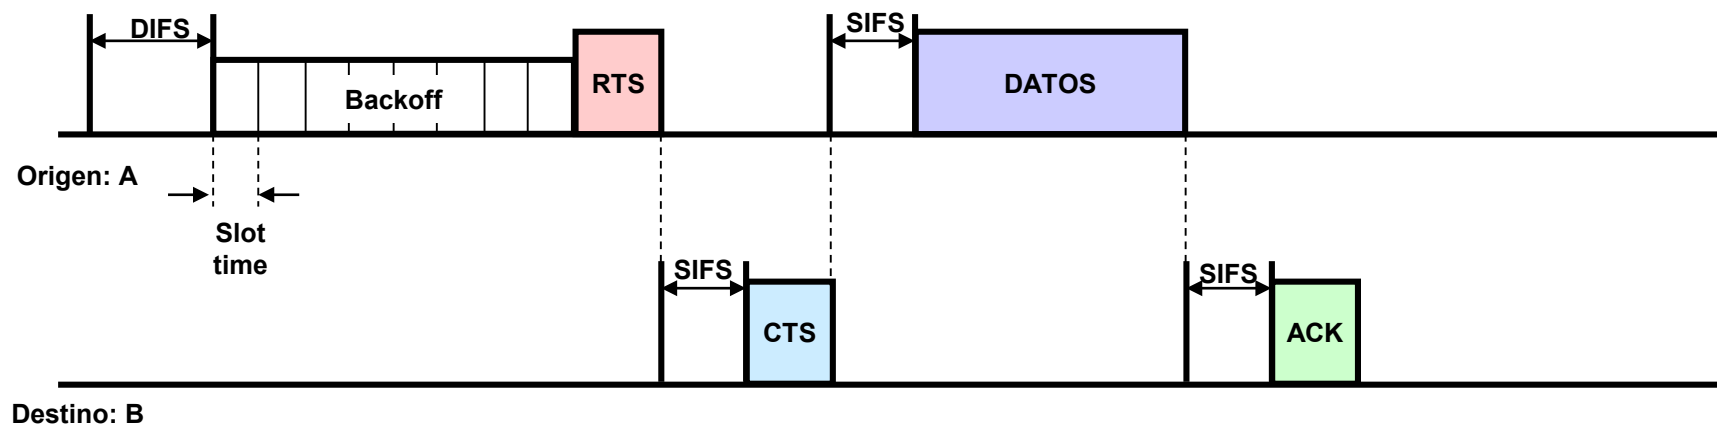 DIFS
SIFS
RTS
DATOS
Backoff
Origen: A
Slot
time
SIFS
SIFS
CTS
ACK
Destino: B